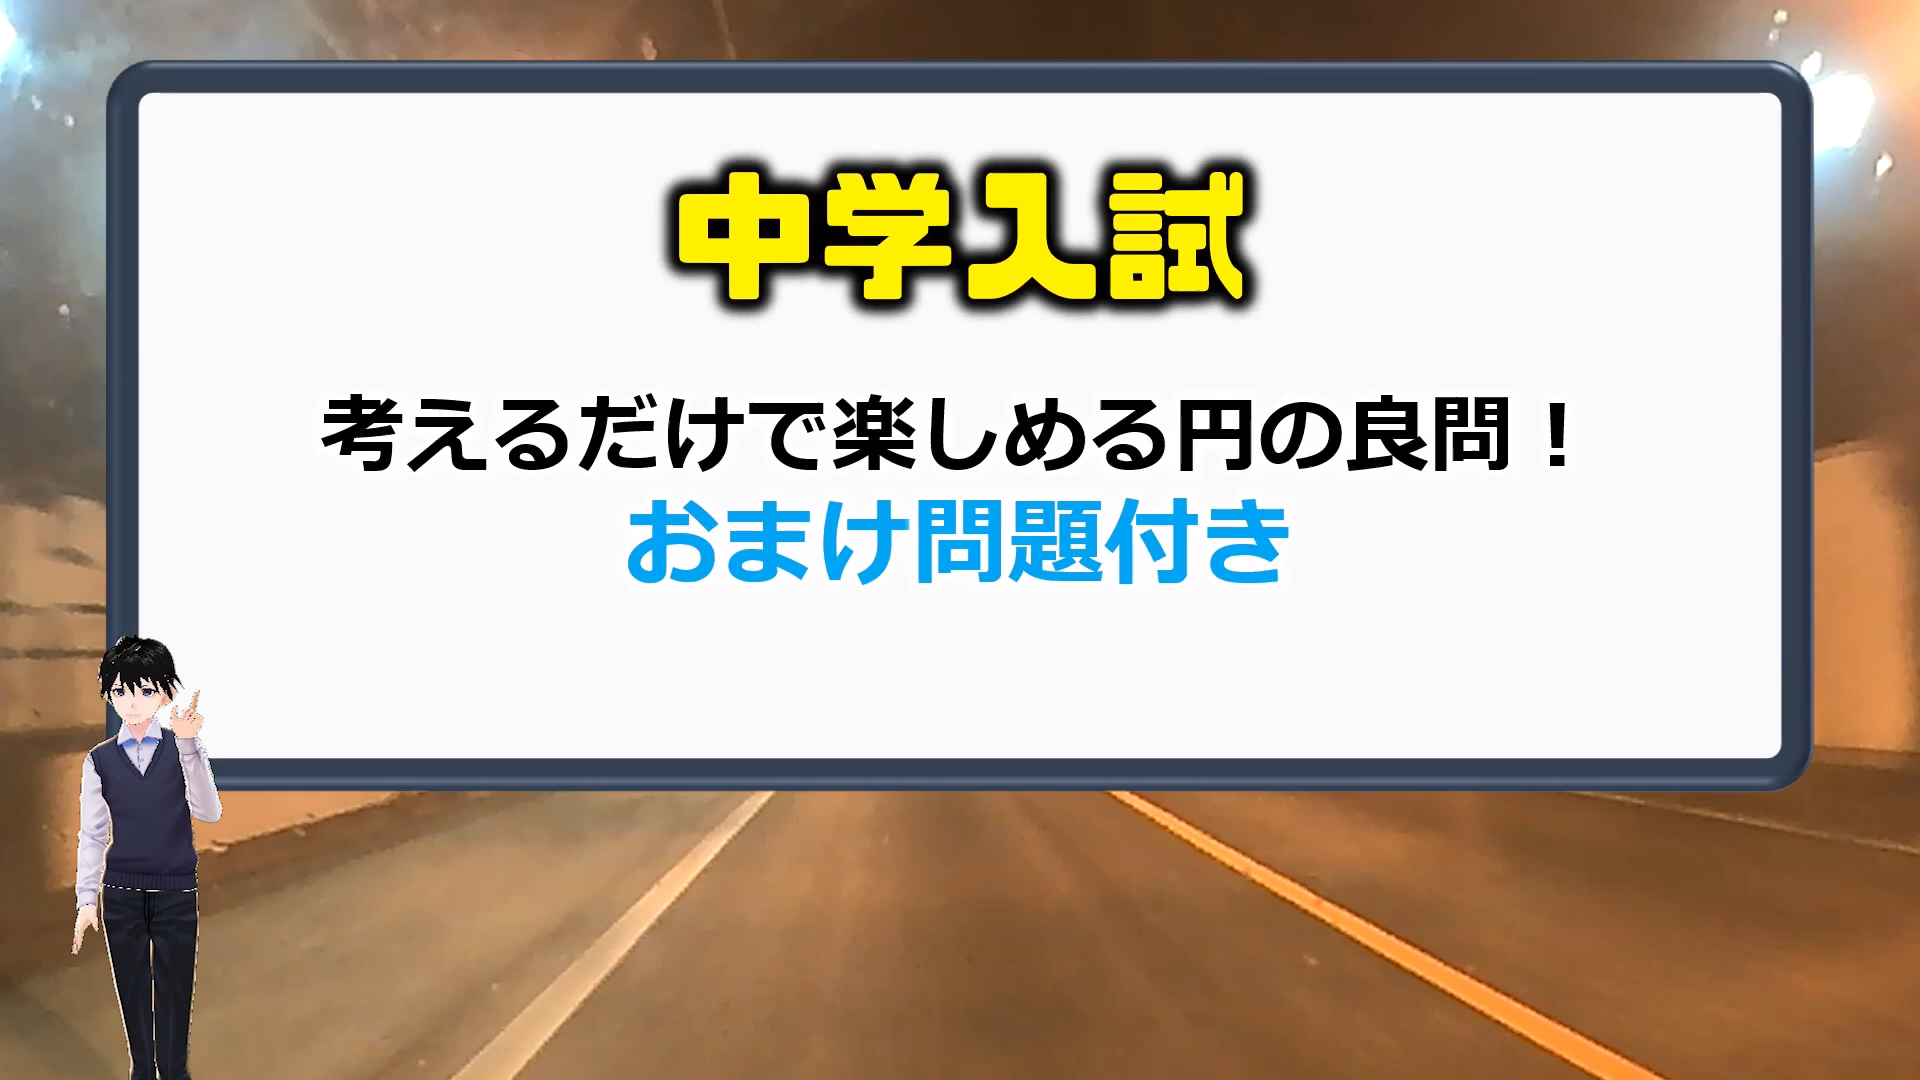 中学入試
考えるだけで楽しめる円の良問！
おまけ問題付き